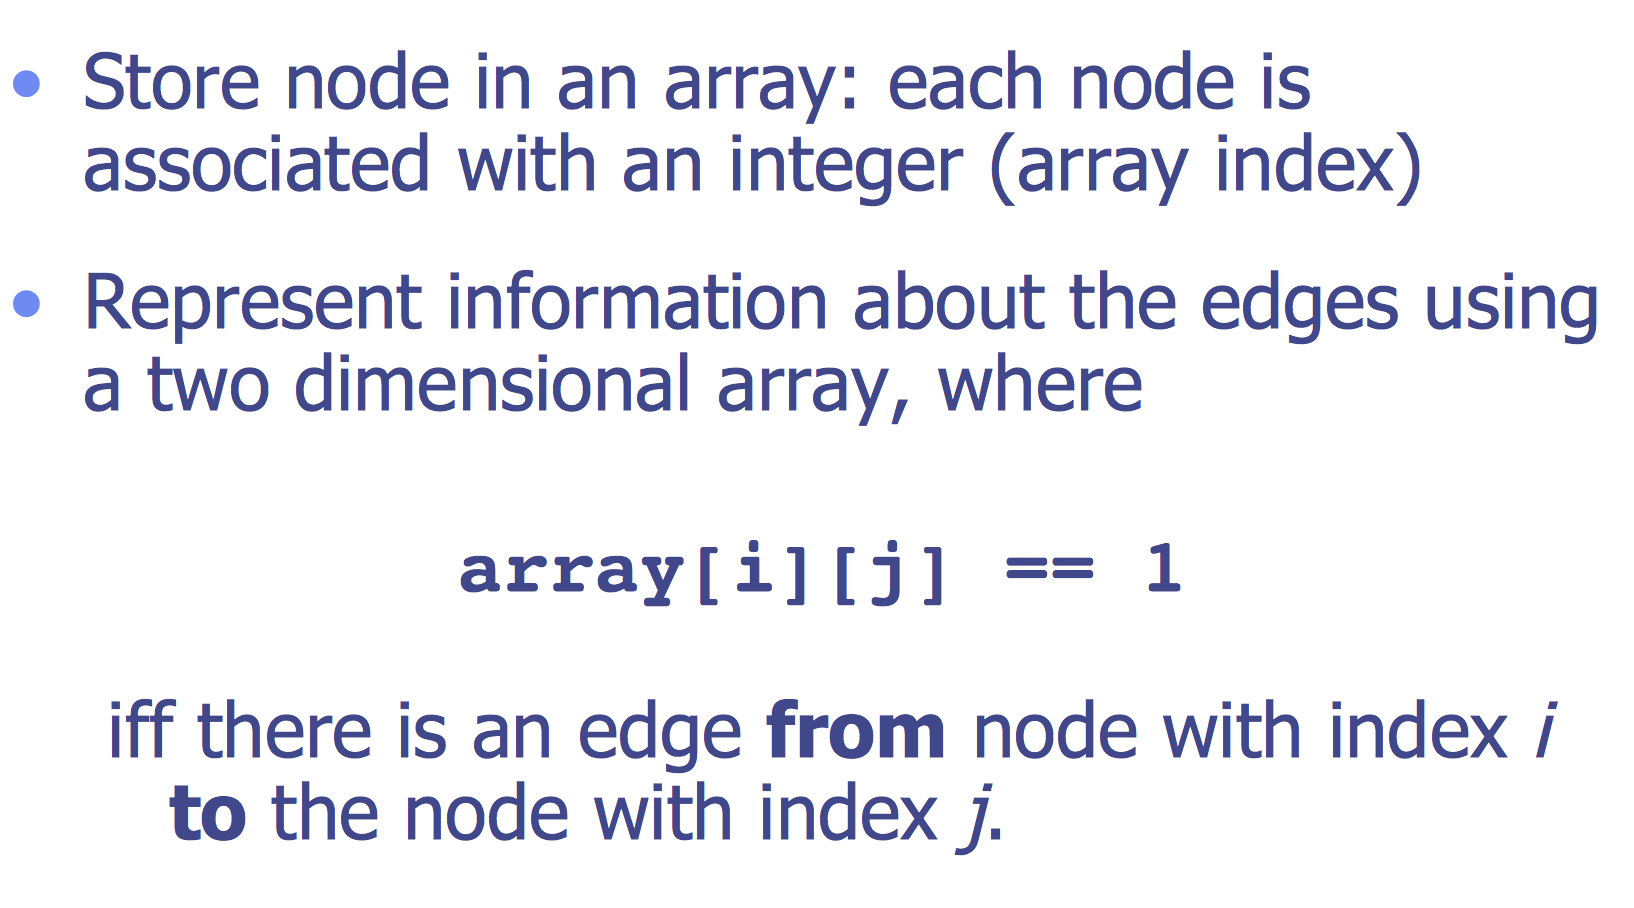 • Store node in an array: each node is
associated with an integer (array index)
• Represent information about the edges using
a two dimensional array, where
array[i][j] == 1
iff there is an edge from node with index i
to the node with index j.